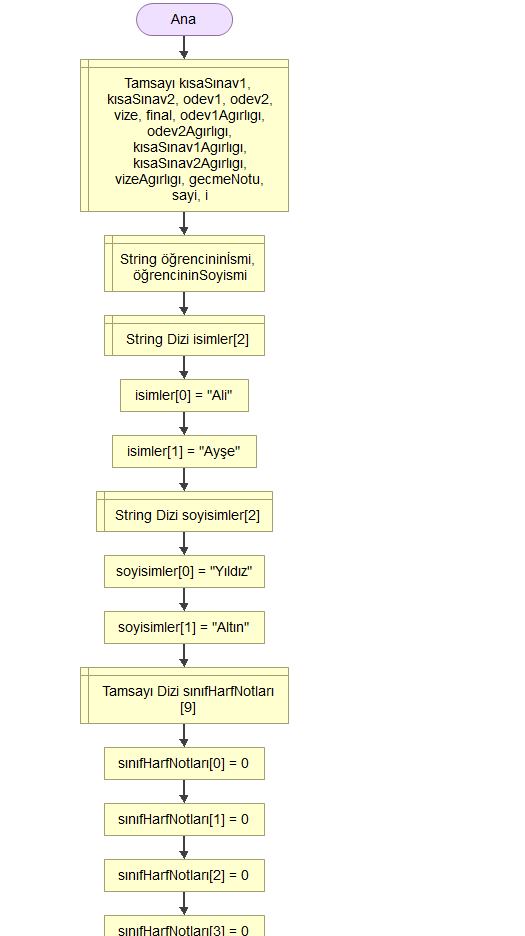 Ana
Tamsayı kısaSınav1,
kısaSınav2, odev1, odev2,
vize, final, odev1Agırlıgı,
odev2Agırlıgı,
kısaSınav1Agırlıgı,
kısaSınav2Agırlıgı,
vizeAgırlıgı, gecmeNotu,
sayi, i
String öğrencininİsmi,
öğrencininSoyismi
String Dizi isimler[2]
isimler[0] = "Ali"
isimler[1] = "Ayşe"
String Dizi soyisimler[2]
soyisimler[0] = "Yıldız"
soyisimler[1] = "Altın"
Tamsayı Dizi sınıfHarfNotları
[9]
sınıfHarfNotları[0] = 0
sınıfHarfNotları[1] = 0
sınıfHarfNotları[2] = 0
sınıfHarfNotları[3] = 0